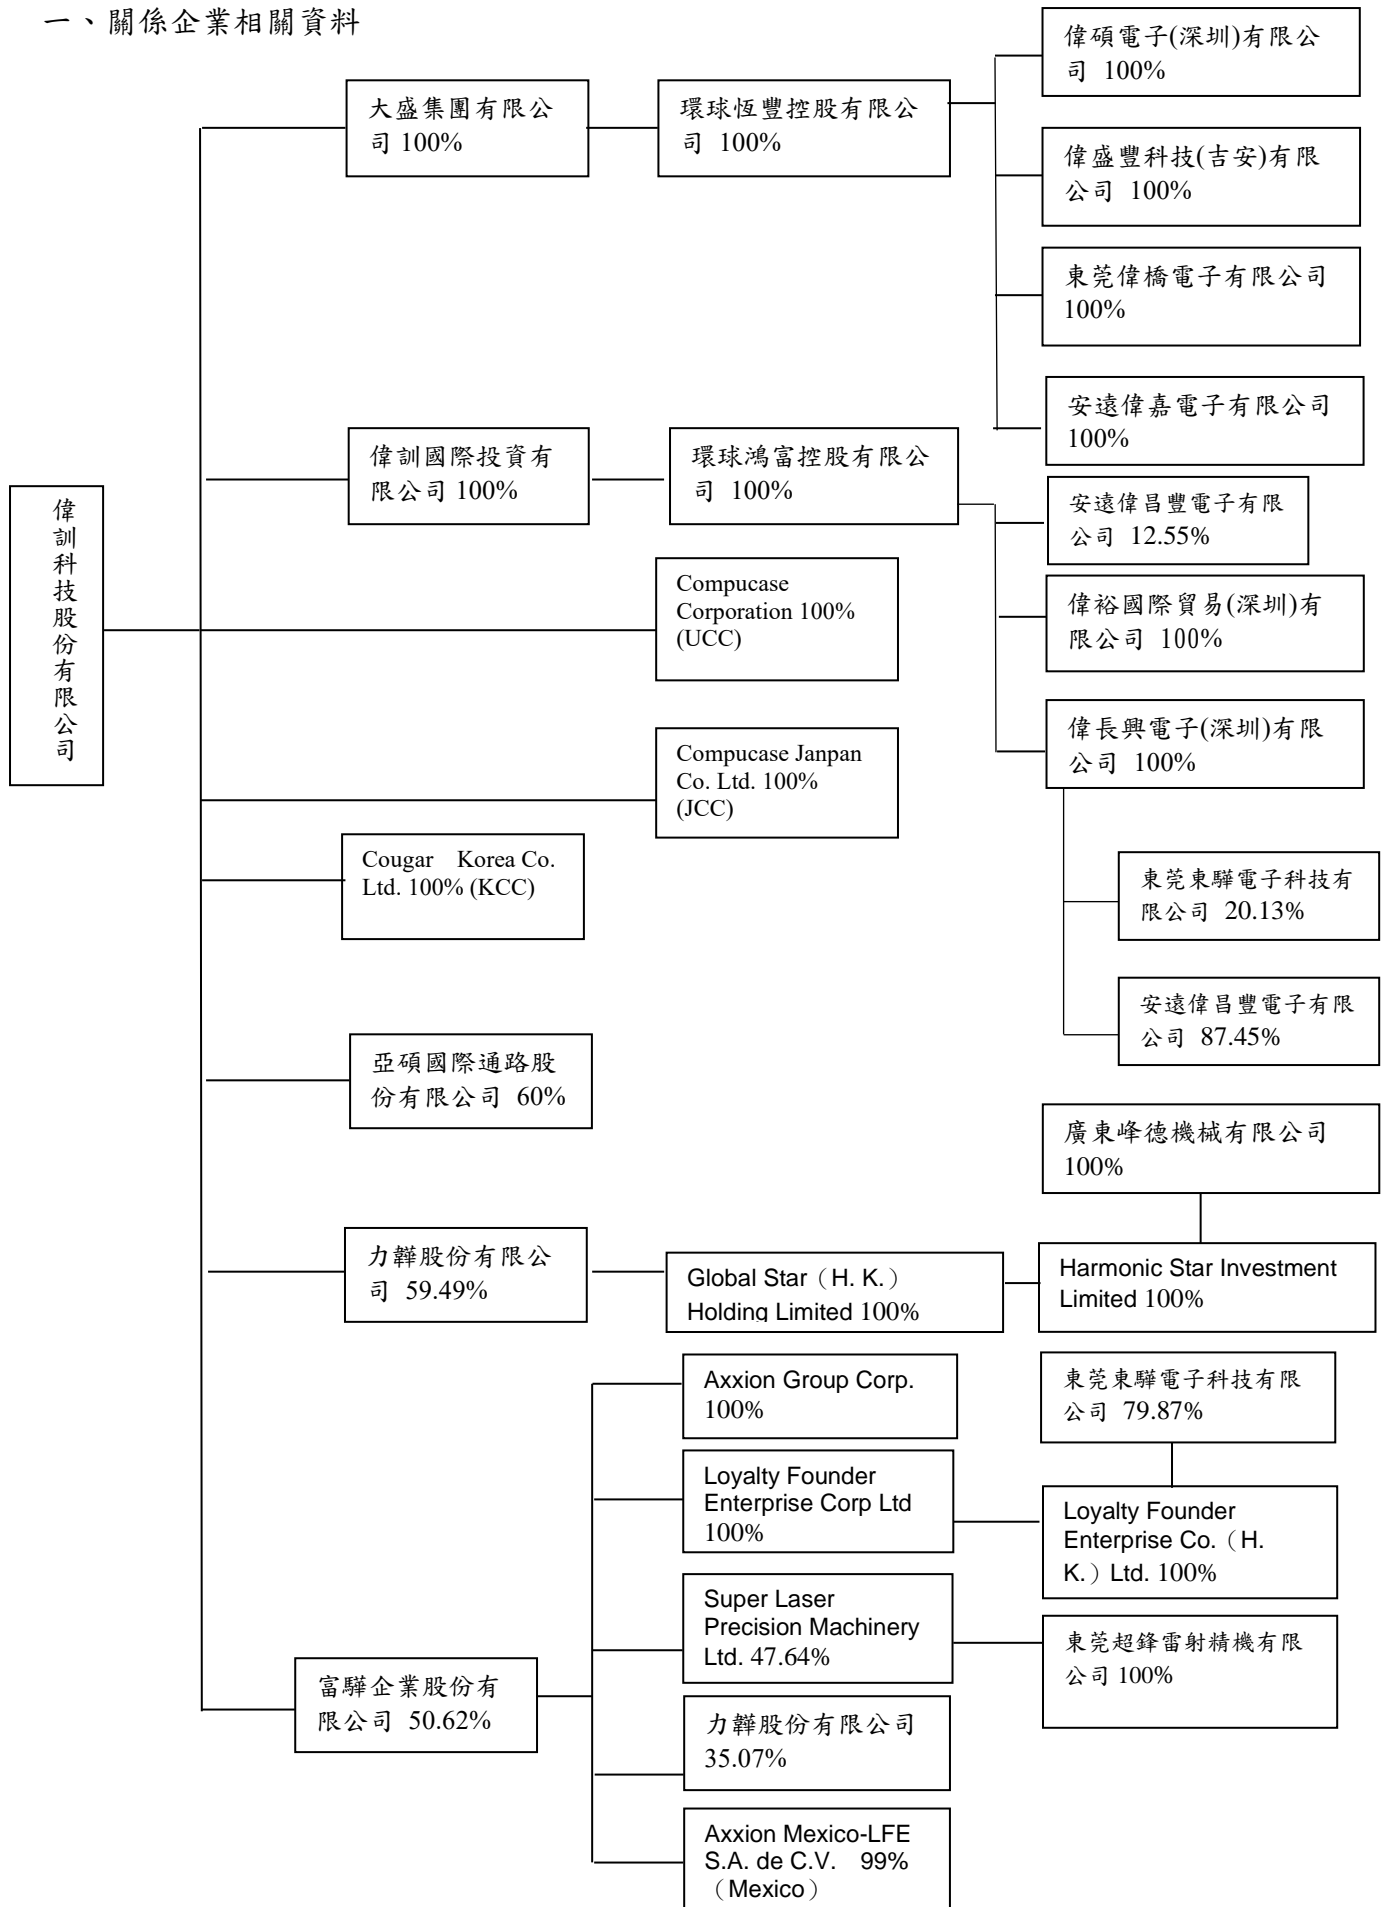 一、關係企業相關資料
偉碩電子(深圳)有限公
司 100%
大盛集團有限公
司 100%
環球恆豐控股有限公
司 100%
偉盛豐科技(吉安)有限
公司 100%
東莞偉橋電子有限公司
100%
安遠偉嘉電子有限公司
100%
偉訓國際投資有
限公司 100%
環球鴻富控股有限公
司 100%
安遠偉昌豐電子有限
公司 12.55%
偉訓科技股份有限公司
Compucase
Corporation 100%
(UCC)
偉裕國際貿易(深圳)有
限公司 100%
偉長興電子(深圳)有限
公司 100%
Compucase Janpan
Co. Ltd. 100%
(JCC)
Cougar Korea Co.
Ltd. 100% (KCC)
東莞東驊電子科技有
限公司 20.13%
安遠偉昌豐電子有限
公司 87.45%
亞碩國際通路股
份有限公司 60%
廣東峰德機械有限公司
100%
力韡股份有限公
司 59.49%
Global Star（H. K.）
Holding Limited 100%
Harmonic Star Investment
Limited 100%
Axxion Group Corp.
100%
東莞東驊電子科技有限
公司 79.87%
Loyalty Founder
Enterprise Corp Ltd
100%
Loyalty Founder
Enterprise Co.（H.
K.）Ltd. 100%
Super Laser
Precision Machinery
Ltd. 47.64%
東莞超鋒雷射精機有限
公司 100%
富驊企業股份有
限公司 50.62%
力韡股份有限公司
35.07%
Axxion Mexico-LFE
S.A. de C.V. 99%
（Mexico）